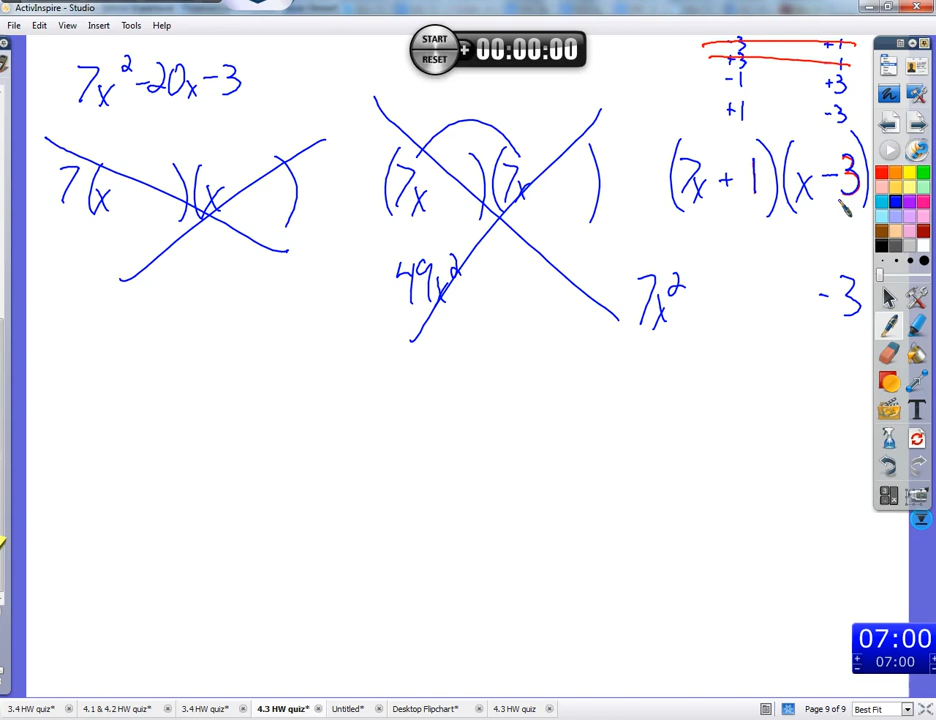 ActivInspire - Studio
File Edit View Insert Tools Help
START
RESET
+ 00:00:00
-3 +1
+3 -1
-1 +3
+1 -3
7x² -20x -3
7(x )(x )
(7x )(7x )
(7x + 1)(x - 3)
49x²
7x² -3
07:00
07:00
3.4 HW quiz* 4.1 & 4.2 HW quiz* 3.4 HW quiz* 4.3 HW quiz* Untitled* Desktop Flipchart* 4.3 HW quiz Page 9 of 9 Best Fit